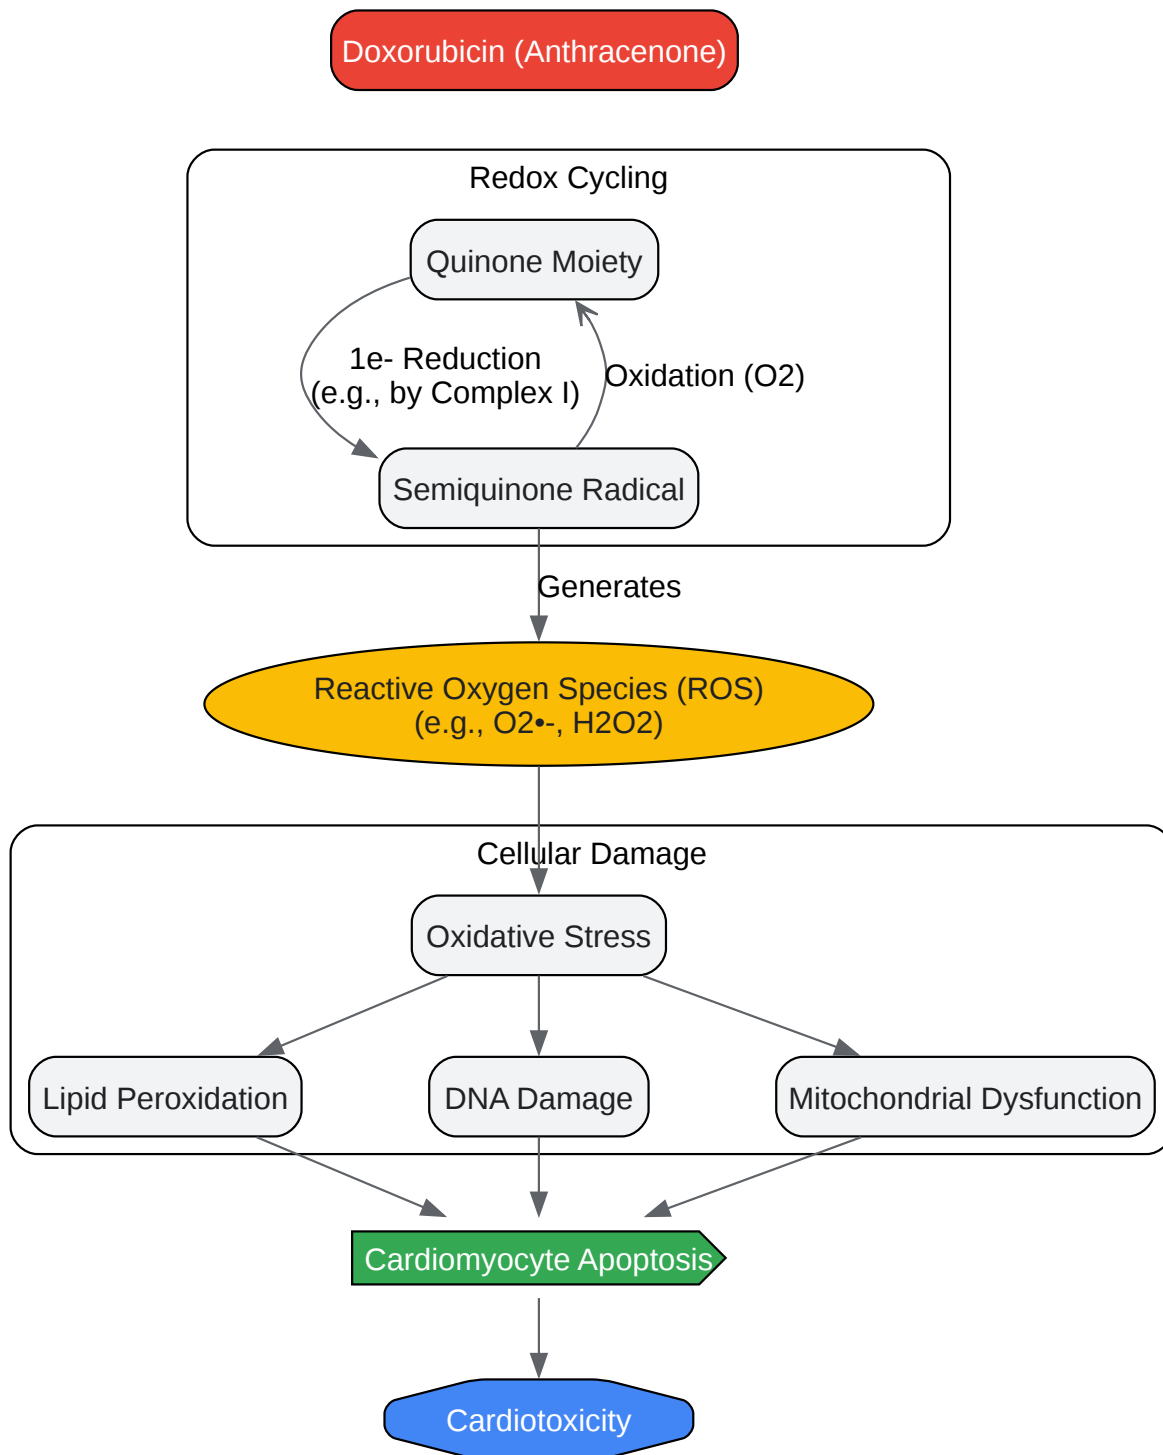 Doxorubicin (Anthracenone)
Redox Cycling
Quinone Moiety
1e- Reduction
(e.g., by Complex I)
Oxidation (O2)
Semiquinone Radical
Generates
Reactive Oxygen Species (ROS)
(e.g., O2•-, H2O2)
Cellular Damage
Oxidative Stress
Lipid Peroxidation
DNA Damage
Mitochondrial Dysfunction
Cardiomyocyte Apoptosis
Cardiotoxicity